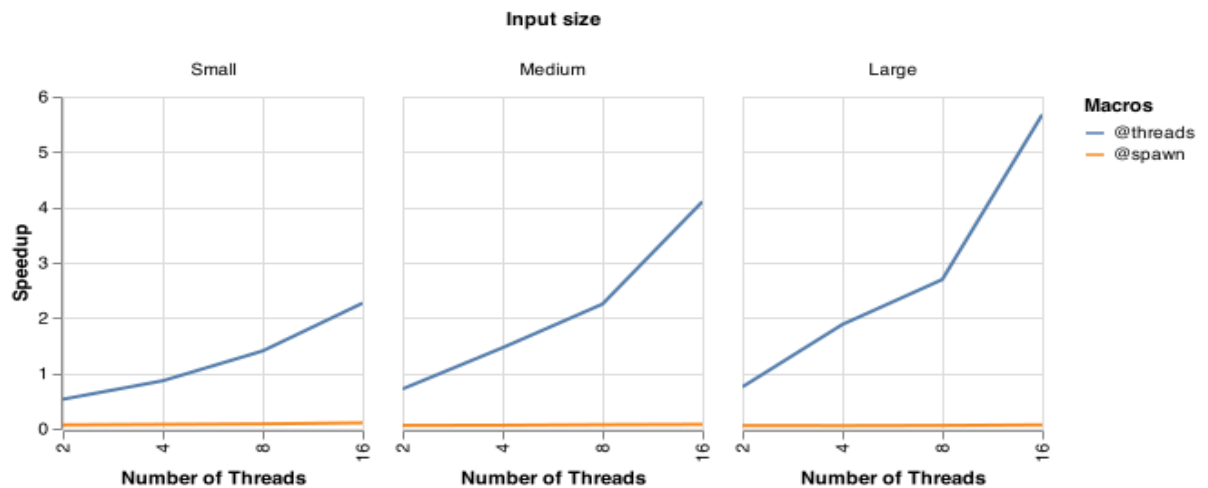 Input size
Small Medium Large
6
5
4
3
2
1
0
Speedup
2 4 8 16
2 4 8 16
2 4 8 16
Number of Threads Number of Threads Number of Threads
Macros
@threads
@spawn